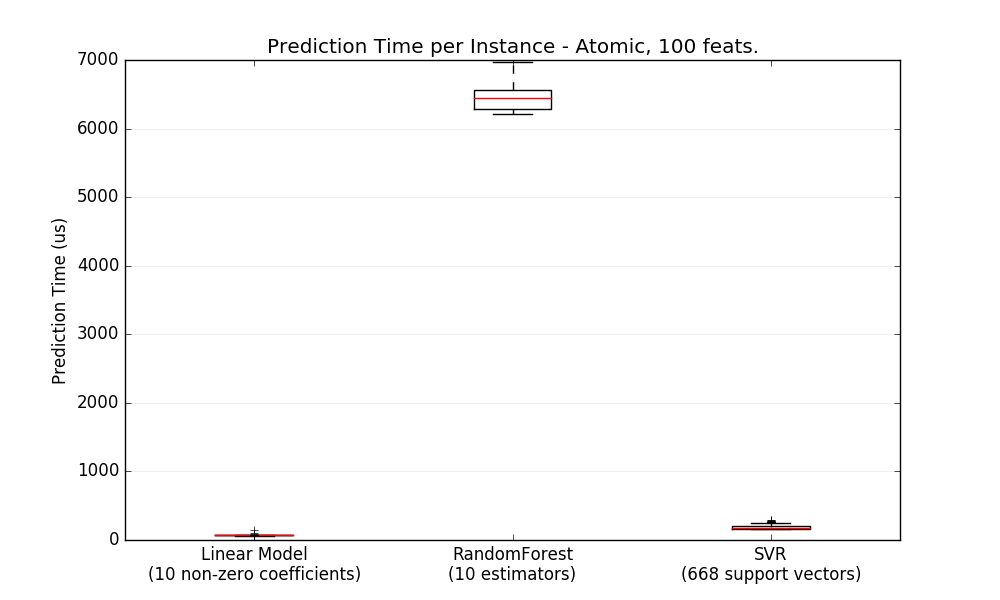 Prediction Time per Instance - Atomic, 100 feats.
7000
6000
5000
4000
3000
2000
1000
0
Prediction Time (us)
Linear Model
(10 non-zero coefficients)
RandomForest
(10 estimators)
SVR
(668 support vectors)